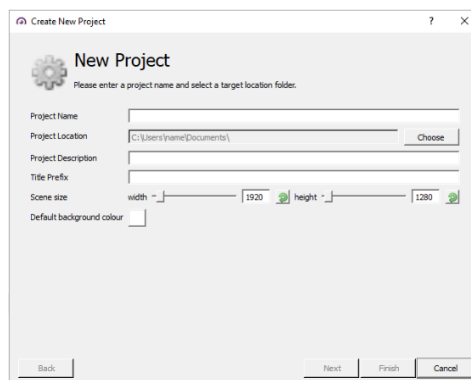 Create New Project ?
New Project
Please enter a project name and select a target location folder.
Project Name
Project Location C:\Users\name\Documents\ Choose
Project Description
Title Prefix
Scene size width 1920 height 1280
Default background colour
Back Next Finish Cancel